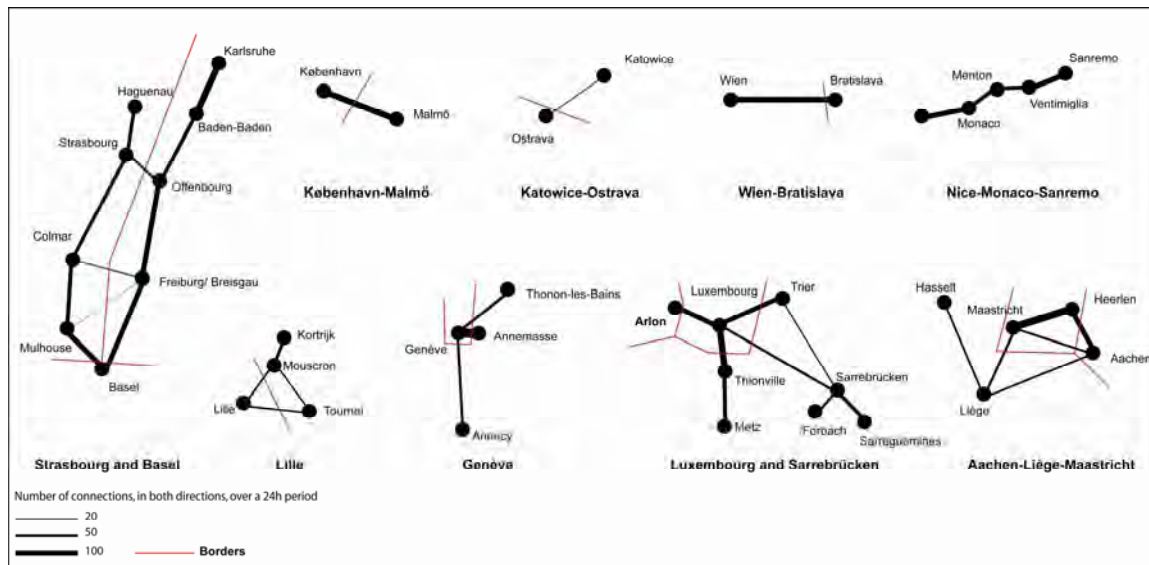 Karlsruhe
Haguenau
Baden-Baden
Strasbourg
Offenbourg
Colmar
Freiburg/ Breisgau
Mulhouse
Basel
Strasbourg and Basel
København
Malmö
København-Malmö
Katowice
Ostrava
Katowice-Ostrava
Wien
Bratislava
Wien-Bratislava
Sanremo
Menton
Ventimiglia
Monaco
Nice-Monaco-Sanremo
Kortrijk
Mouscron
Lille
Tournai
Lille
Thonon-les-Bains
Genève
Annemasse
Annecy
Genève
Luxembourg
Trier
Arlon
Thionville
Sarrebrücken
Metz
Forbach
Sarreguemines
Luxembourg and Sarrebrücken
Hasselt
Maastricht
Heerlen
Aachen
Liège
Aachen-Liège-Maastricht
Number of connections, in both directions, over a 24h period
20
50
100
Borders